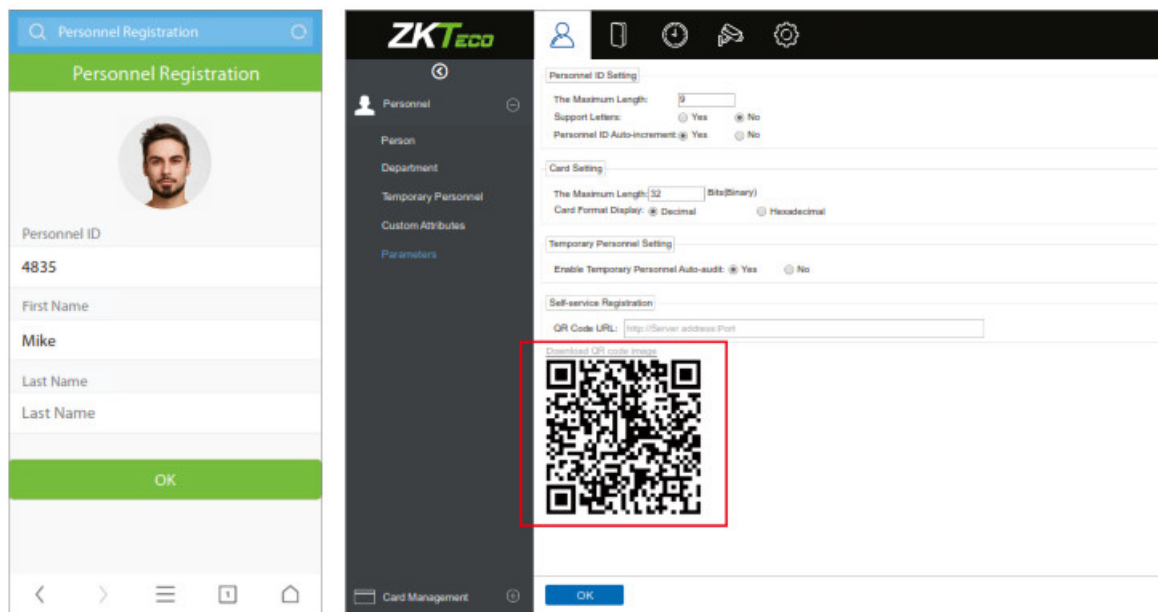 Personnel Registration
Personnel Registration
Personnel ID
4835
First Name
Mike
Last Name
Last Name
OK
1
ZKTECO
Personnel
Person
Department
Temporary Personnel
Custom Attributes
Parameters
Card Management
Personnel ID Setting
The Maximum Length: 9
Support Letters: Yes No
Personnel ID Auto-increment: Yes No
Card Setting
The Maximum Length: 32 Bits(Binary)
Card Format Display: Decimal Hexadecimal
Temporary Personnel Setting
Enable Temporary Personnel Auto-audit: Yes No
Self-service Registration
QR Code URL: http://Server address:Port
Download QR code image
OK